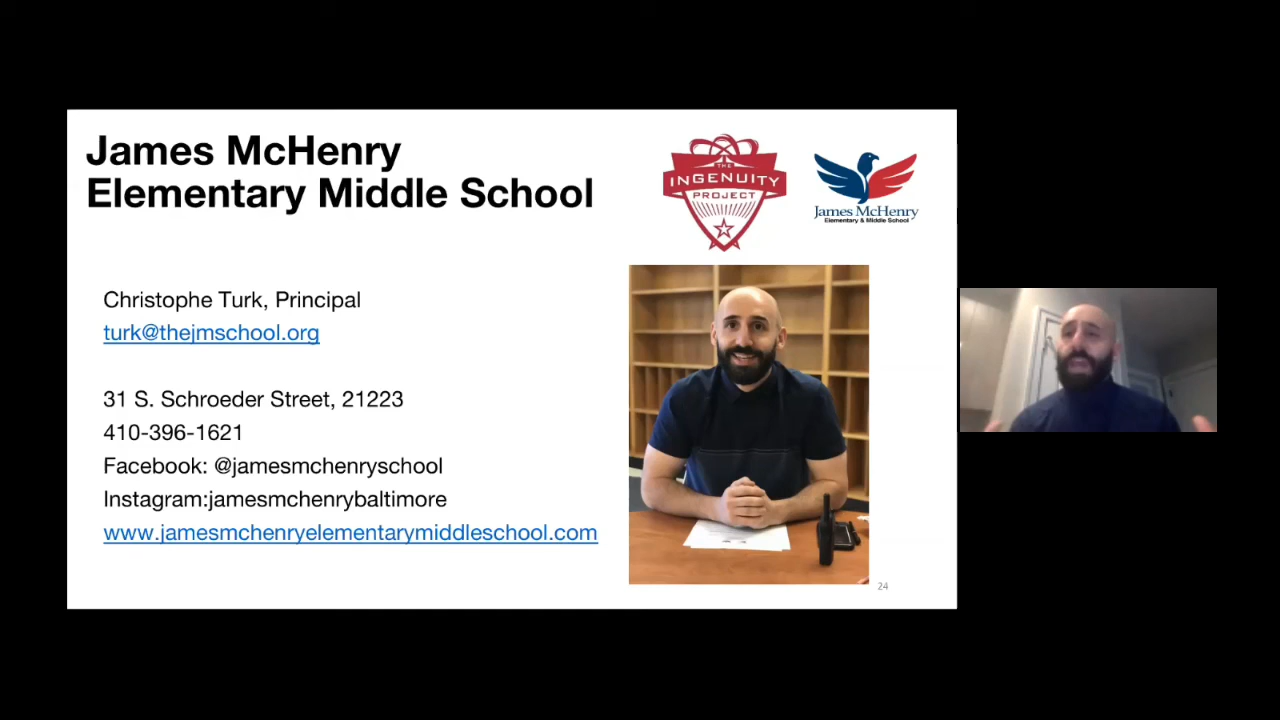 James McHenry
Elementary Middle School
THE
INGENUITY
PROJECT
James McHenry
Elementary & Middle School
Christophe Turk, Principal
turk@thejmschool.org
31 S. Schroeder Street, 21223
410-396-1621
Facebook: @jamesmchenryschool
Instagram:jamesmchenrybaltimore
www.jamesmchenryelementarymiddleschool.com
24